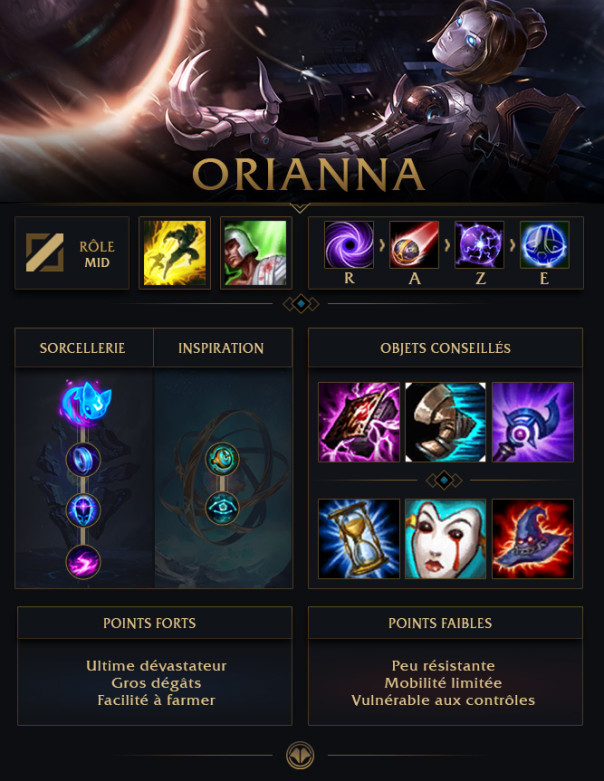 ORIANNA
RÔLE
MID
R
A
Z
E
SORCELLERIE
INSPIRATION
OBJETS CONSEILLÉS
POINTS FORTS
Ultime dévastateur
Gros dégâts
Facilité à farmer
POINTS FAIBLES
Peu résistante
Mobilité limitée
Vulnérable aux contrôles